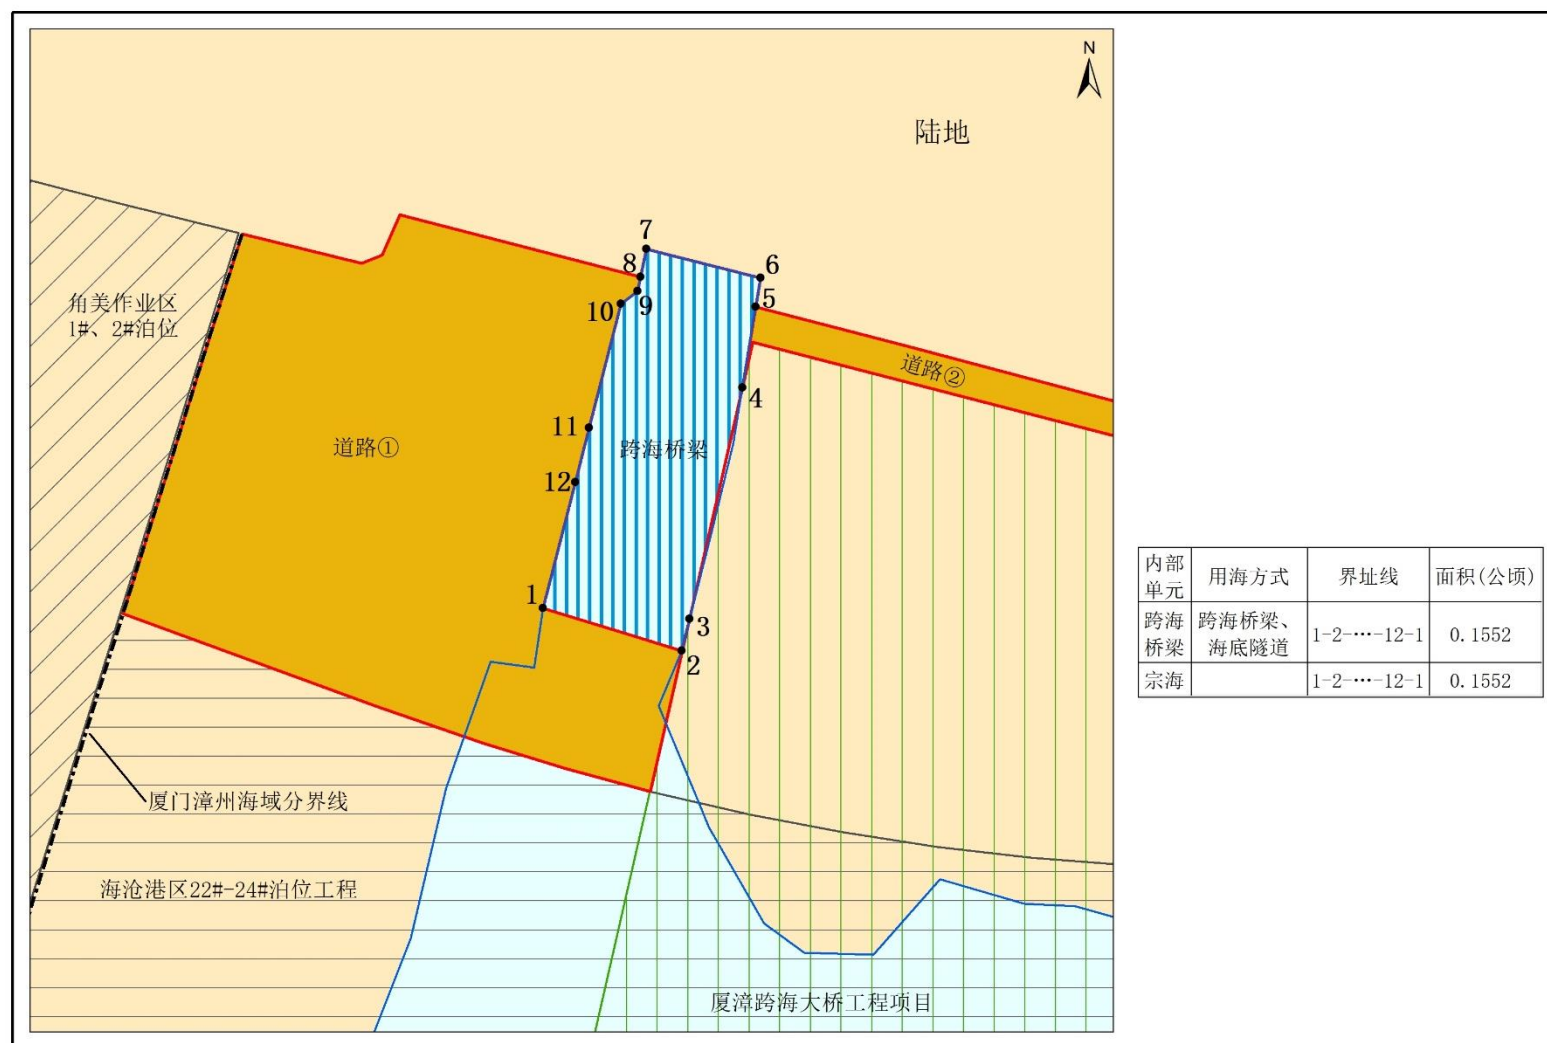 N
陆地
7
6
8
5
9
10
角美作业区
1#、2#泊位
道路②
4
11
道路①
跨海桥梁
12
1
3
2
厦门漳州海域分界线
海沧港区22#-24#泊位工程
厦漳跨海大桥工程项目
内部单元 用海方式 界址线 面积(公顷)
跨海桥梁 跨海桥梁、海底隧道 1-2-…-12-1 0.1552
宗海 1-2-…-12-1 0.1552